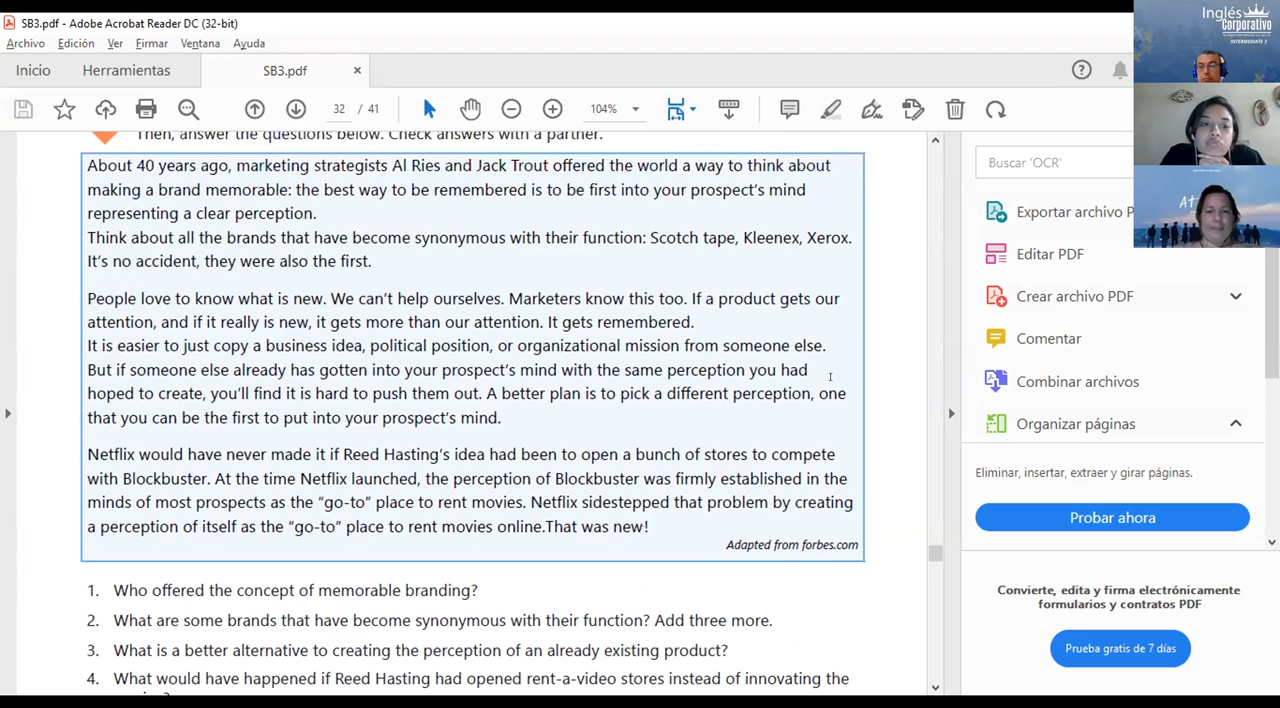 SB3.pdf - Adobe Acrobat Reader DC (32-bit)
Archivo Edición Ver Firmar Ventana Ayuda
Inicio Herramientas SB3.pdf ×
32 / 41 104%
Then, answer the questions below. Check answers with a partner.
About 40 years ago, marketing strategists Al Ries and Jack Trout offered the world a way to think about
making a brand memorable: the best way to be remembered is to be first into your prospect's mind
representing a clear perception.
Think about all the brands that have become synonymous with their function: Scotch tape, Kleenex, Xerox.
It's no accident, they were also the first.
People love to know what is new. We can't help ourselves. Marketers know this too. If a product gets our
attention, and if it really is new, it gets more than our attention. It gets remembered.
It is easier to just copy a business idea, political position, or organizational mission from someone else.
But if someone else already has gotten into your prospect's mind with the same perception you had
hoped to create, you'll find it is hard to push them out. A better plan is to pick a different perception, one
that you can be the first to put into your prospect's mind.
Netflix would have never made it if Reed Hasting's idea had been to open a bunch of stores to compete
with Blockbuster. At the time Netflix launched, the perception of Blockbuster was firmly established in the
minds of most prospects as the “go-to” place to rent movies. Netflix sidestepped that problem by creating
a perception of itself as the “go-to” place to rent movies online.That was new!
Adapted from forbes.com
1. Who offered the concept of memorable branding?
2. What are some brands that have become synonymous with their function? Add three more.
3. What is a better alternative to creating the perception of an already existing product?
4. What would have happened if Reed Hasting had opened rent-a-video stores instead of innovating the
Buscar 'OCR'
Exportar archivo P
Editar PDF
Crear archivo PDF
Comentar
Combinar archivos
Organizar páginas
Eliminar, insertar, extraer y girar páginas.
Probar ahora
Convierte, edita y firma electrónicamente
formularios y contratos PDF
Prueba gratis de 7 días
Inglés
Corporativo
INTERMEDIATE 3